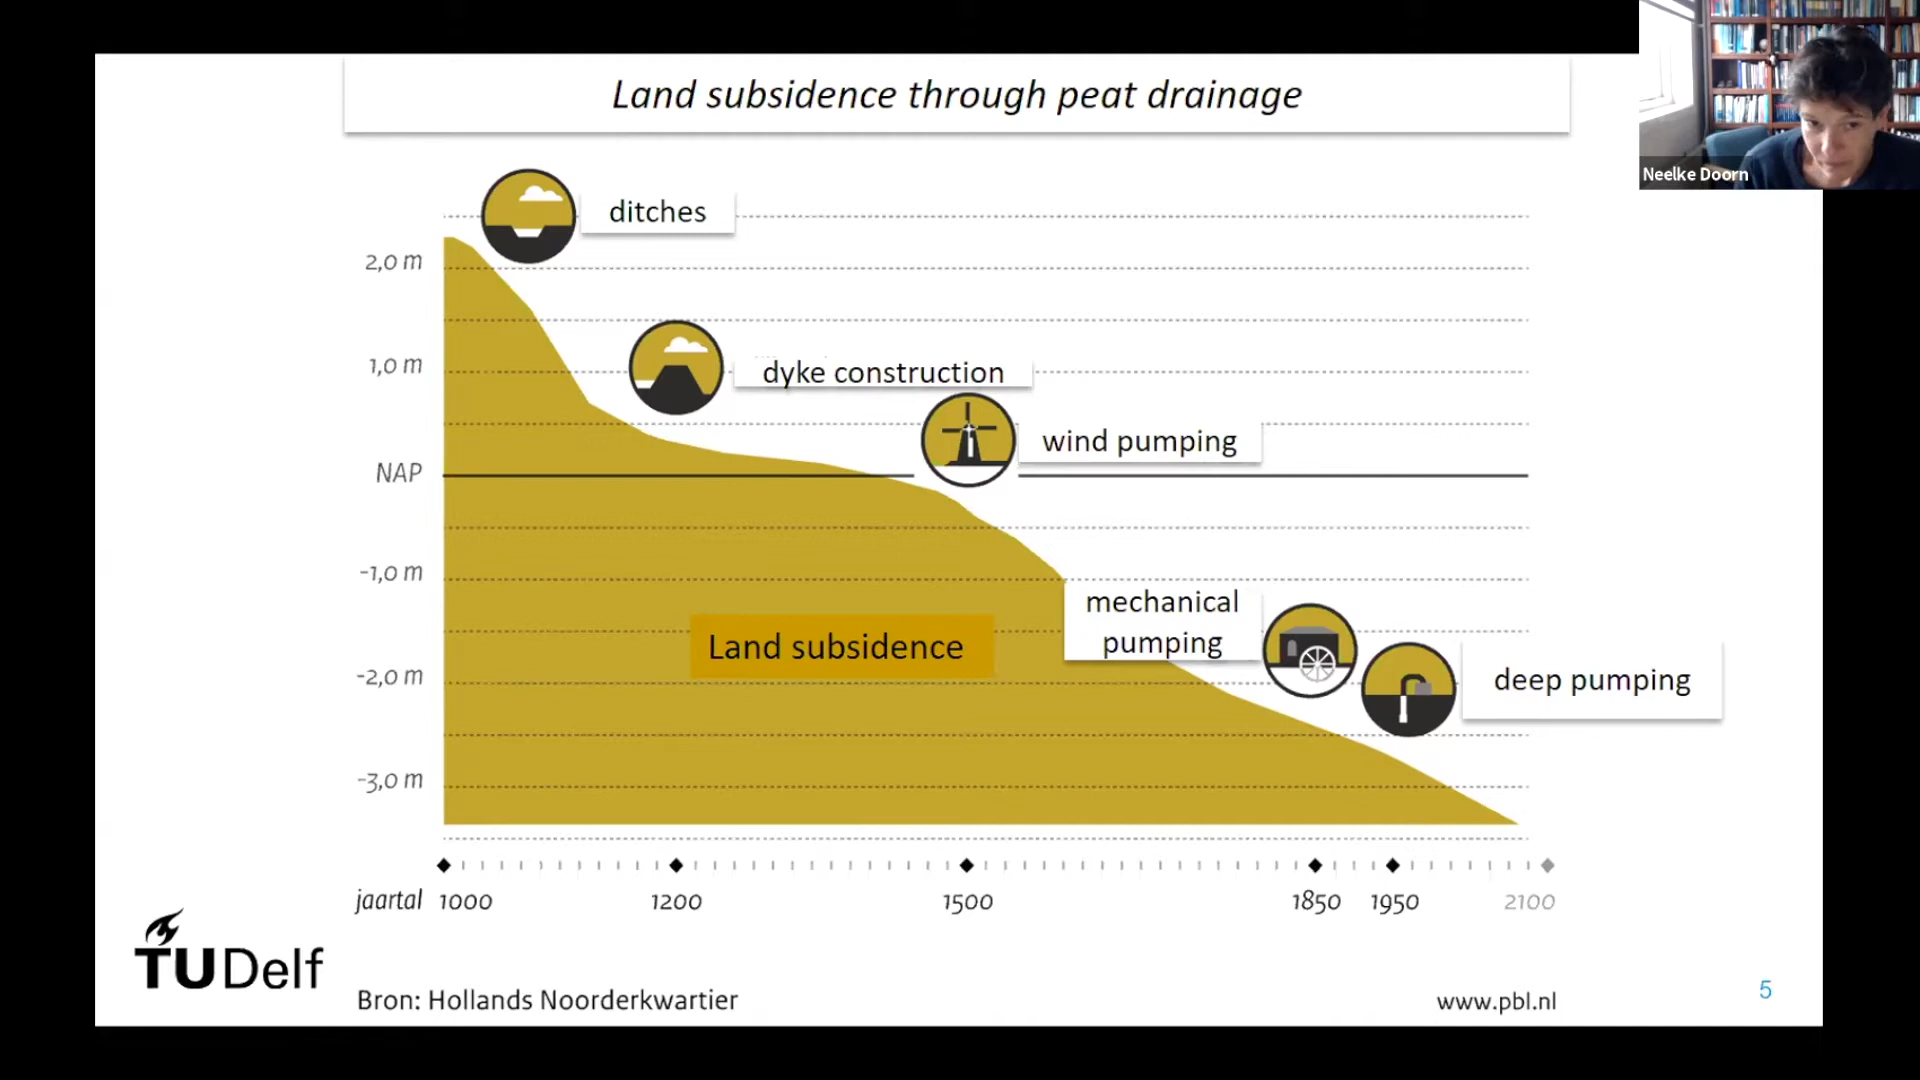 Land subsidence through peat drainage
Neelke Doorn
ditches
2,0 m
1,0 m
dyke construction
wind pumping
NAP
-1,0 m
mechanical
pumping
Land subsidence
-2,0 m
deep pumping
-3,0 m
jaartal 1000 1200 1500 1850 1950 2100
TUDelf
Bron: Hollands Noorderkwartier
www.pbl.nl
5